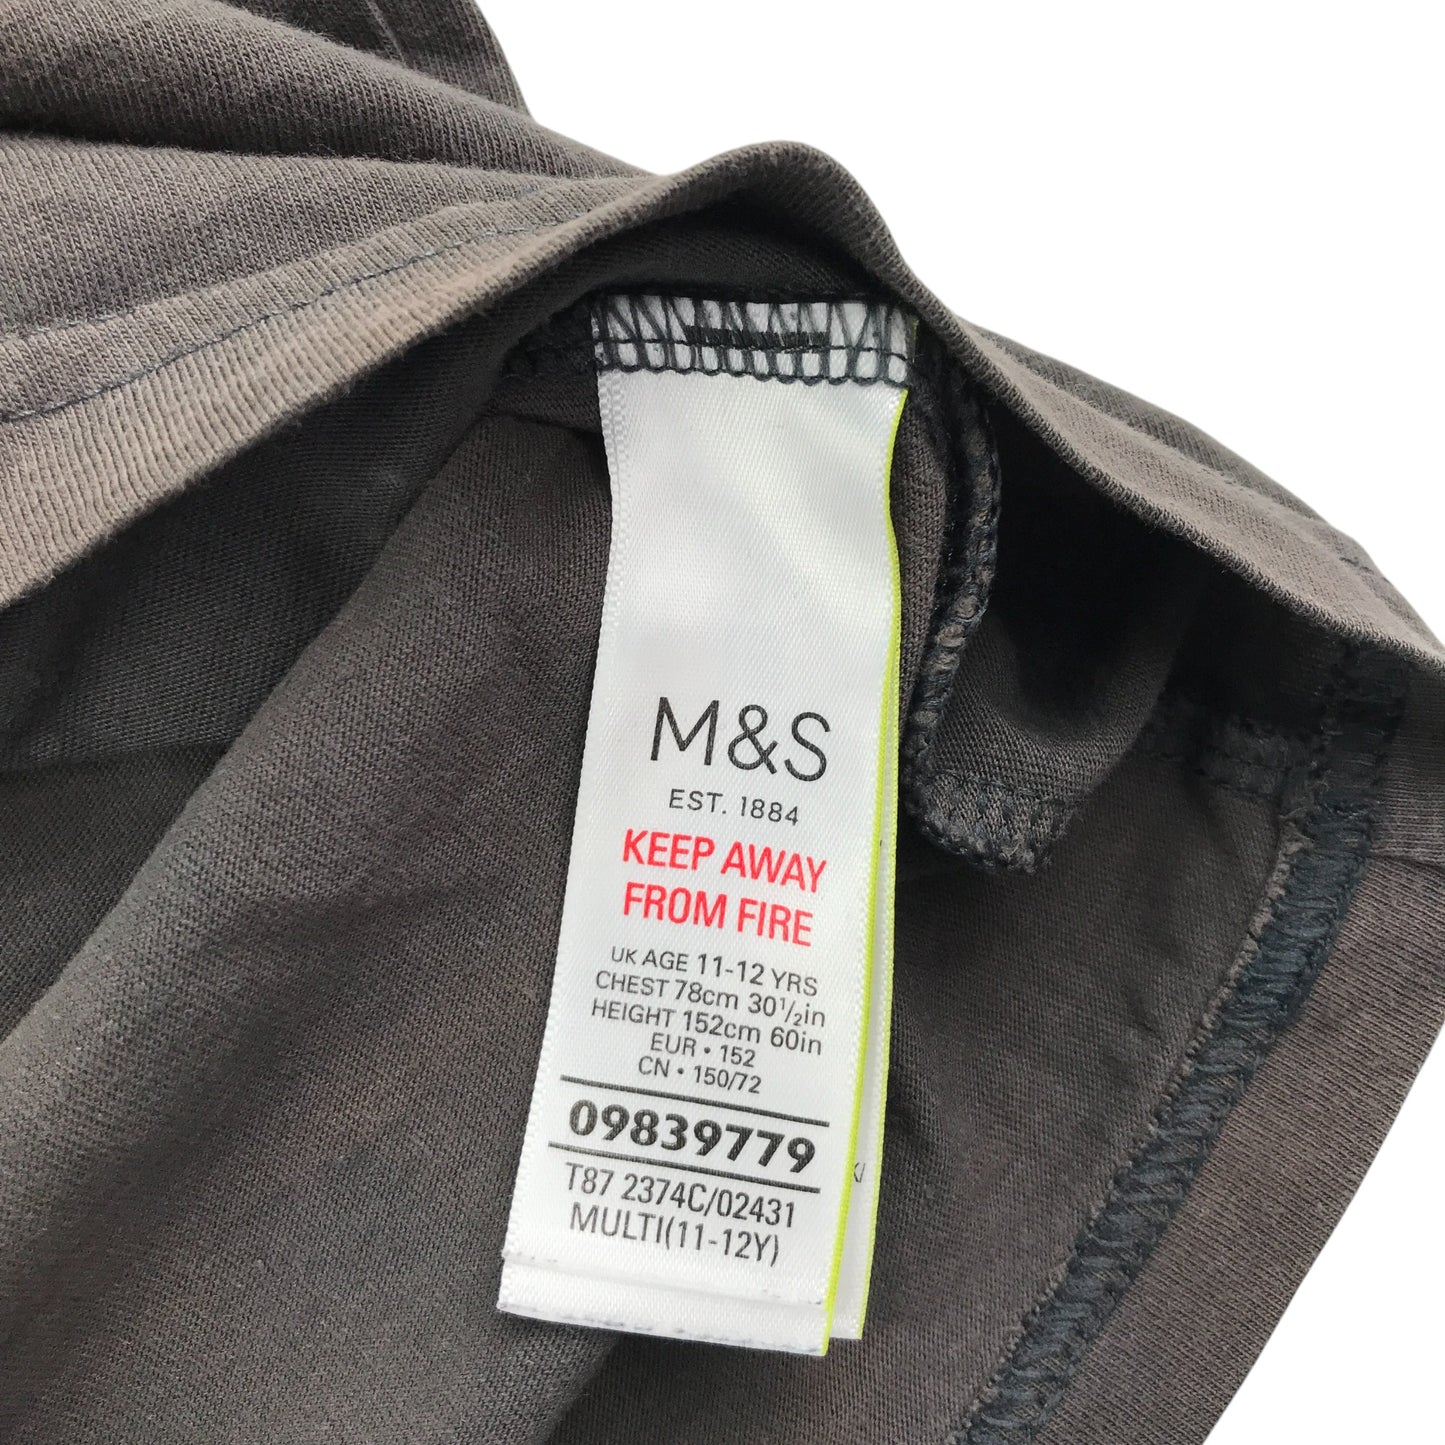 M&S
EST. 1884
KEEP AWAY
FROM FIRE
UK AGE 11-12 YRS
CHEST 78cm 30½in
HEIGHT 152cm 60in
EUR • 152
CN • 150/72
09839779
T87 2374C/02431
MULTI(11-12Y)